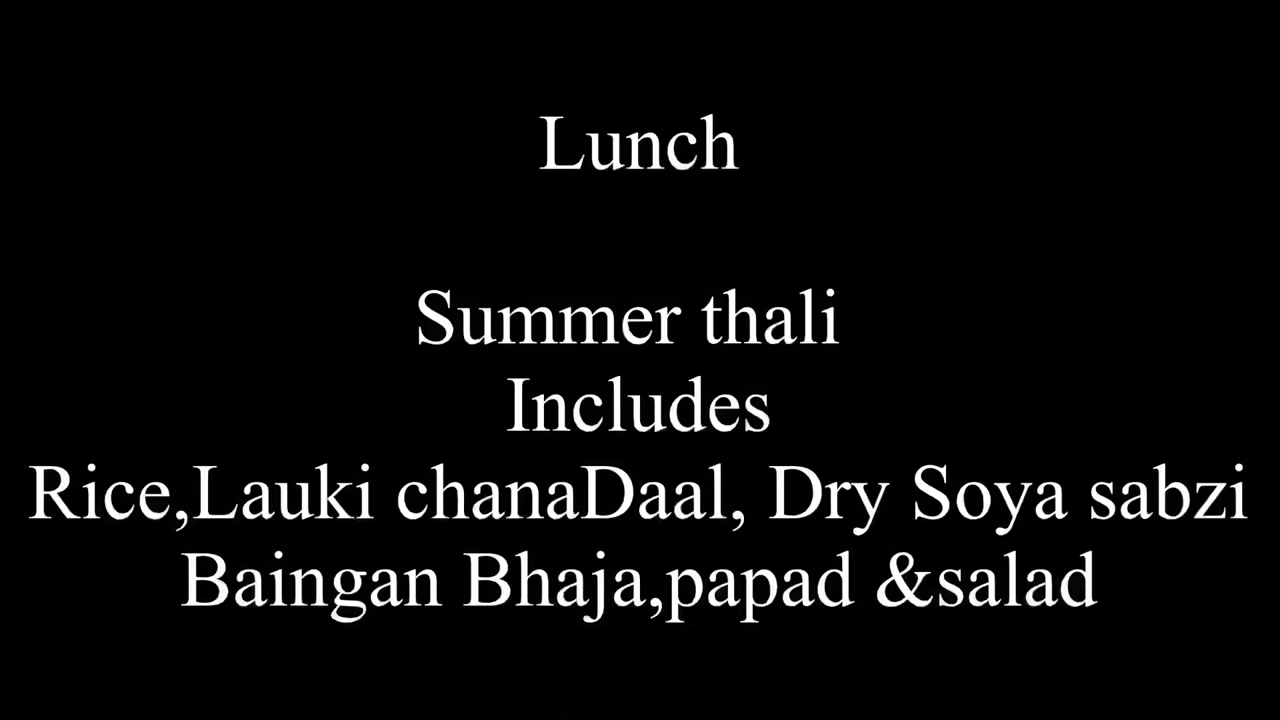 Lunch
Summer thali
Includes
Rice,Lauki chanaDaal, Dry Soya sabzi
Baingan Bhaja,papad &salad